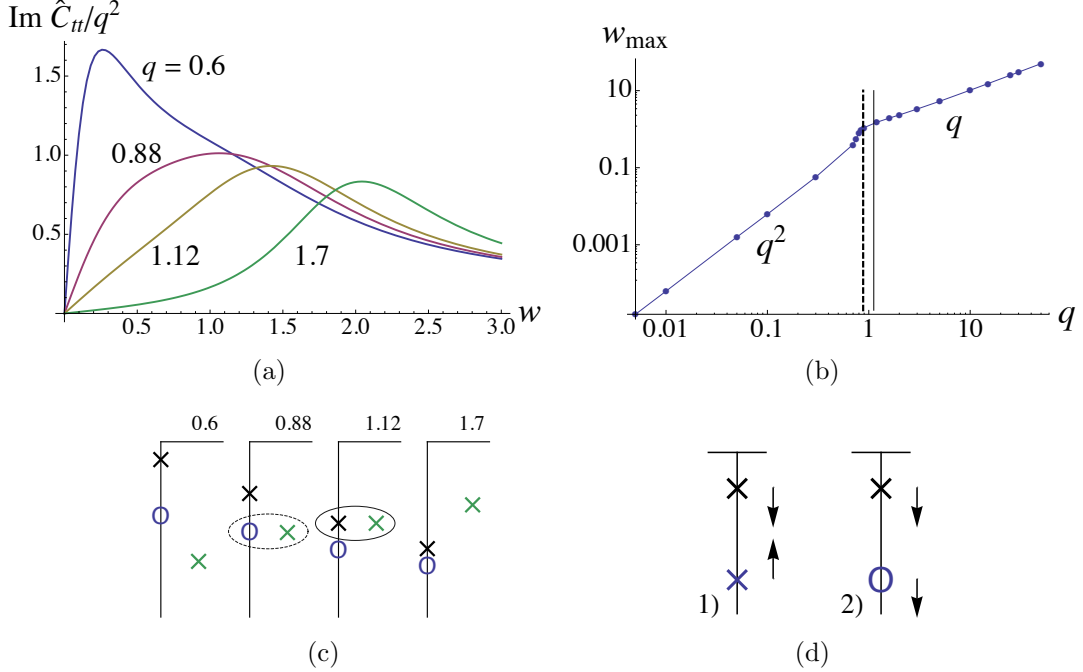 Im Ĉ_tt/q²
1.5
1.0
0.5
q = 0.6
0.88
1.12
1.7
0.5 1.0 1.5 2.0 2.5 3.0
w
(a)
w_max
10
0.1
0.001
q
q²
0.01 0.1 1 10 q
(b)
0.6 0.88 1.12 1.7
(c)
1) 2)
(d)